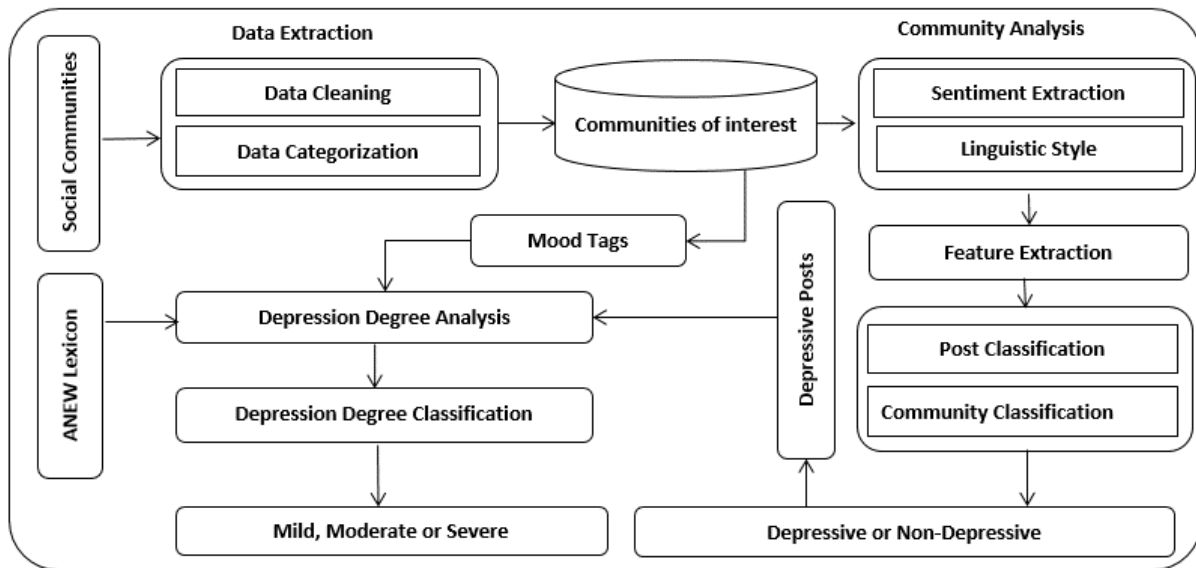 Data Extraction
Community Analysis
Social Communities
Data Cleaning
Data Categorization
Communities of interest
Sentiment Extraction
Linguistic Style
Mood Tags
Feature Extraction
ANEW Lexicon
Depression Degree Analysis
Depressive Posts
Post Classification
Depression Degree Classification
Community Classification
Mild, Moderate or Severe
Depressive or Non-Depressive